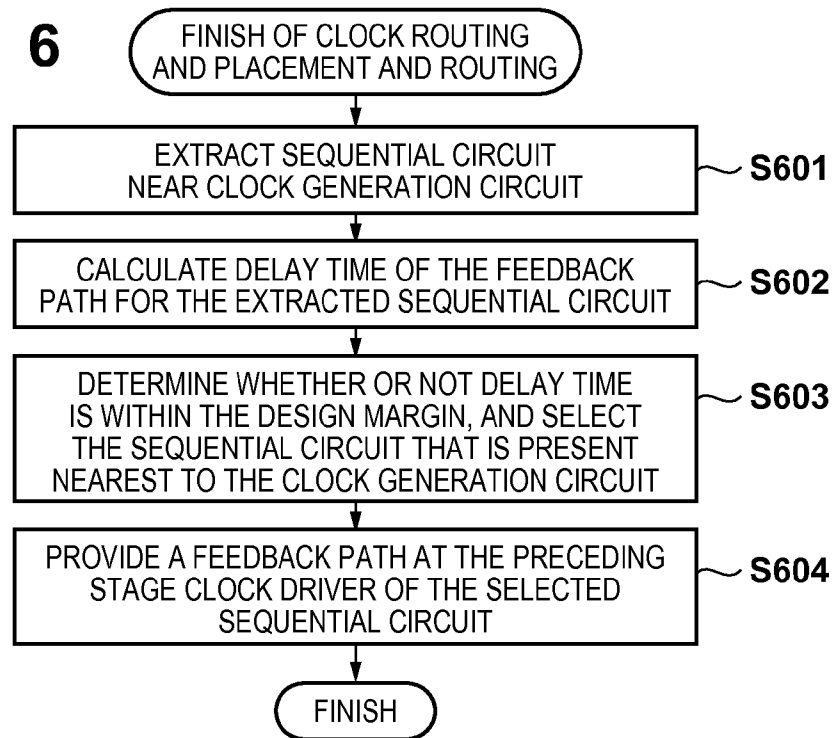 6
FINISH OF CLOCK ROUTING
AND PLACEMENT AND ROUTING
EXTRACT SEQUENTIAL CIRCUIT
NEAR CLOCK GENERATION CIRCUIT
S601
CALCULATE DELAY TIME OF THE FEEDBACK
PATH FOR THE EXTRACTED SEQUENTIAL CIRCUIT
S602
DETERMINE WHETHER OR NOT DELAY TIME
IS WITHIN THE DESIGN MARGIN, AND SELECT
THE SEQUENTIAL CIRCUIT THAT IS PRESENT
NEAREST TO THE CLOCK GENERATION CIRCUIT
S603
PROVIDE A FEEDBACK PATH AT THE PRECEDING
STAGE CLOCK DRIVER OF THE SELECTED
SEQUENTIAL CIRCUIT
S604
FINISH